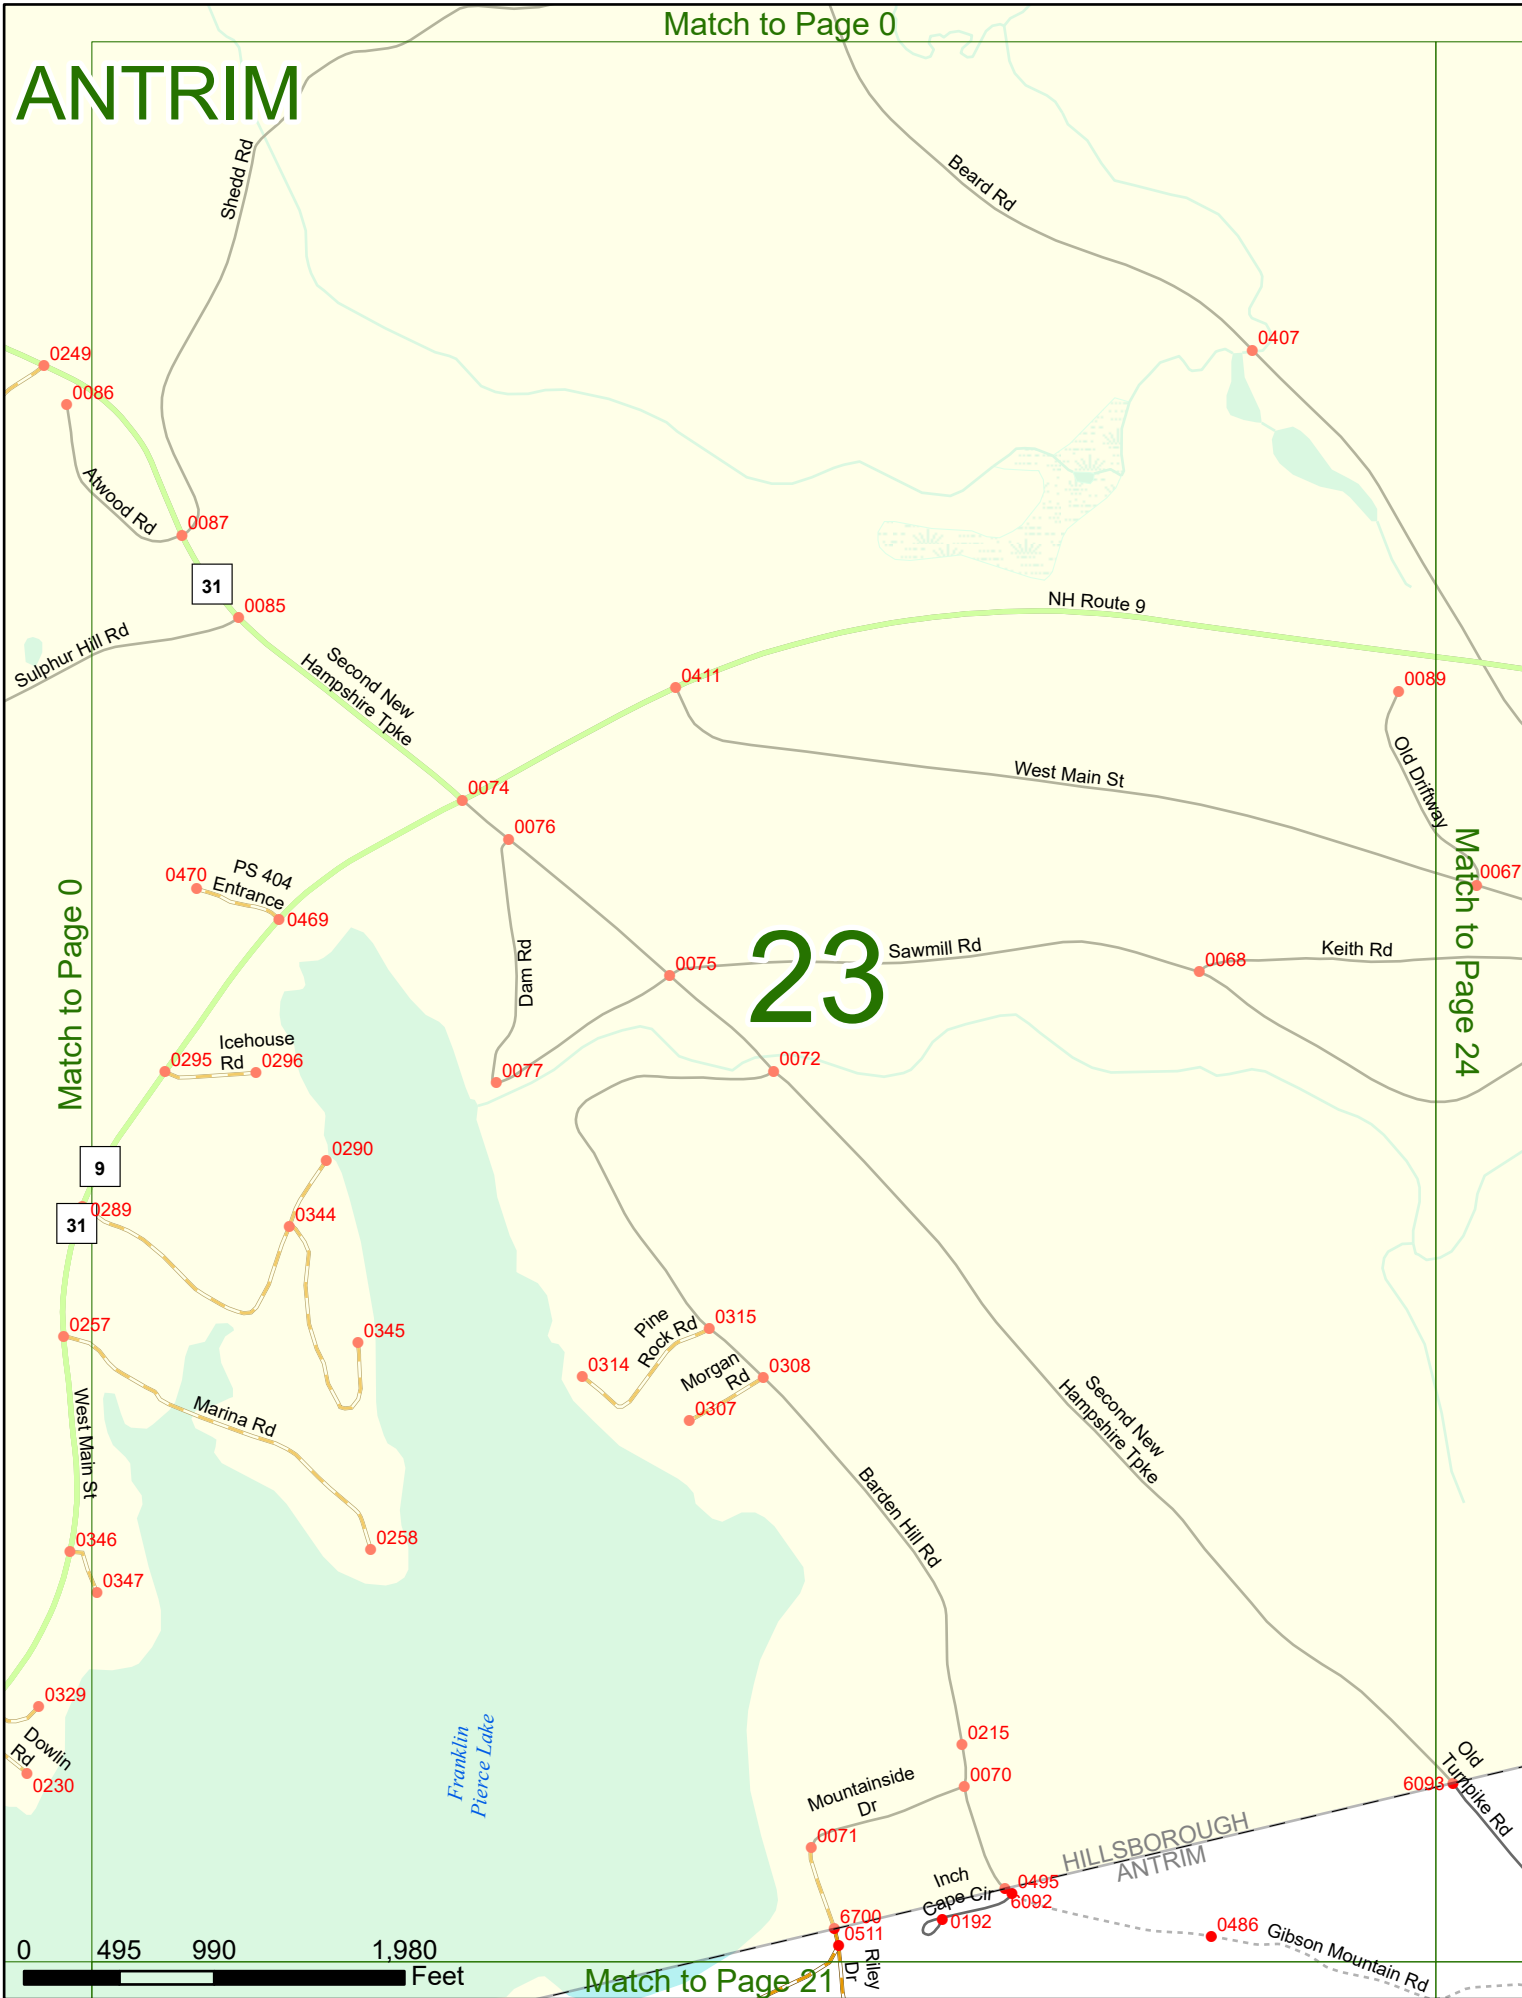 Match to Page 0
ANTRIM
Shedd Rd
Beard Rd
0249
0407
0086
Atwood Rd
0087
31
0085
NH Route 9
Sulphur Hill Rd
Second New
Hampshire Tpke
0411
0089
Old Driftway
West Main St
0074
0076
Match to Page 24
0067
0470
PS 404
Entrance
0469
Match to Page 0
23
Dam Rd
0075
Sawmill Rd
0068
Keith Rd
Icehouse
Rd
0295
0296
0077
0072
9
0290
31
0289
0344
0257
0345
Pine
Rock Rd
0315
0314
Morgan
Rd
0308
0307
West Main St
Marina Rd
Second New
Hampshire Tpke
Barden Hill Rd
0346
0258
0347
0329
Dowlin
Rd
0230
Franklin
Pierce Lake
0215
0070
Mountainside
Dr
0071
6093
Old
Turnpike Rd
HILLSBOROUGH
ANTRIM
Inch
Cape Cir
0495
6092
0192
6700
0511
0486
Gibson Mountain Rd
Riley
Dr
0 495 990 1,980
Feet
Match to Page 21